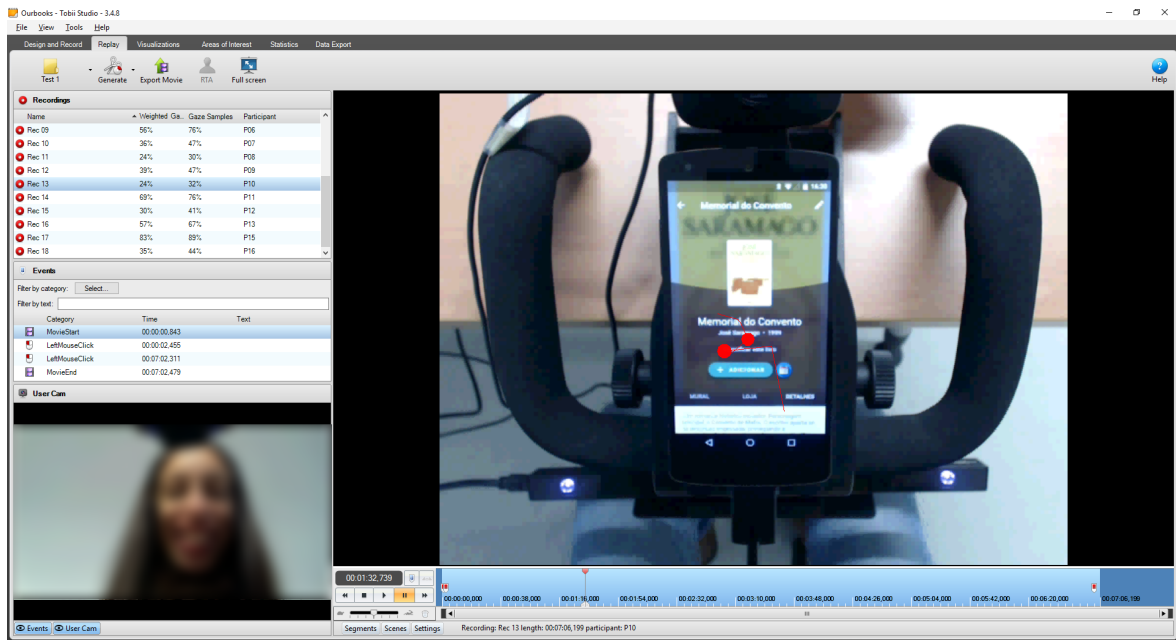 Ourbooks - Tobii Studio - 3.4.8
File View Tools Help
Design and Record Replay Visualizations Areas of Interest Statistics Data Export
Test 1 Generate Export Movie RTA Full screen Help
Recordings
Name Weighted Ga... Gaze Samples Participant
Rec 09 56% 76% P06
Rec 10 36% 47% P07
Rec 11 24% 30% P08
Rec 12 39% 47% P09
Rec 13 24% 32% P10
Rec 14 69% 76% P11
Rec 15 30% 41% P12
Rec 16 57% 67% P13
Rec 17 83% 89% P15
Rec 18 35% 44% P16
Events
Filter by category: Select...
Filter by text:
Category Time Text
MovieStart 00:00:00,843
LeftMouseClick 00:00:02,455
LeftMouseClick 00:07:02,311
MovieEnd 00:07:02,479
User Cam
Events User Cam
16:30
Memorial do Convento
SARAMAGO
Memorial do Convento
José Saramago • 1999
este livro
+ ADICIONAR
MURAL LOJA DETALHES
00:01:32,739
00:00:00,000 00:00:38,000 00:01:16,000 00:01:54,000 00:02:32,000 00:03:10,000 00:03:48,000 00:04:26,000 00:05:04,000 00:05:42,000 00:06:20,000 00:07:06,199
Segments Scenes Settings Recording: Rec 13 length: 00:07:06,199 participant: P10